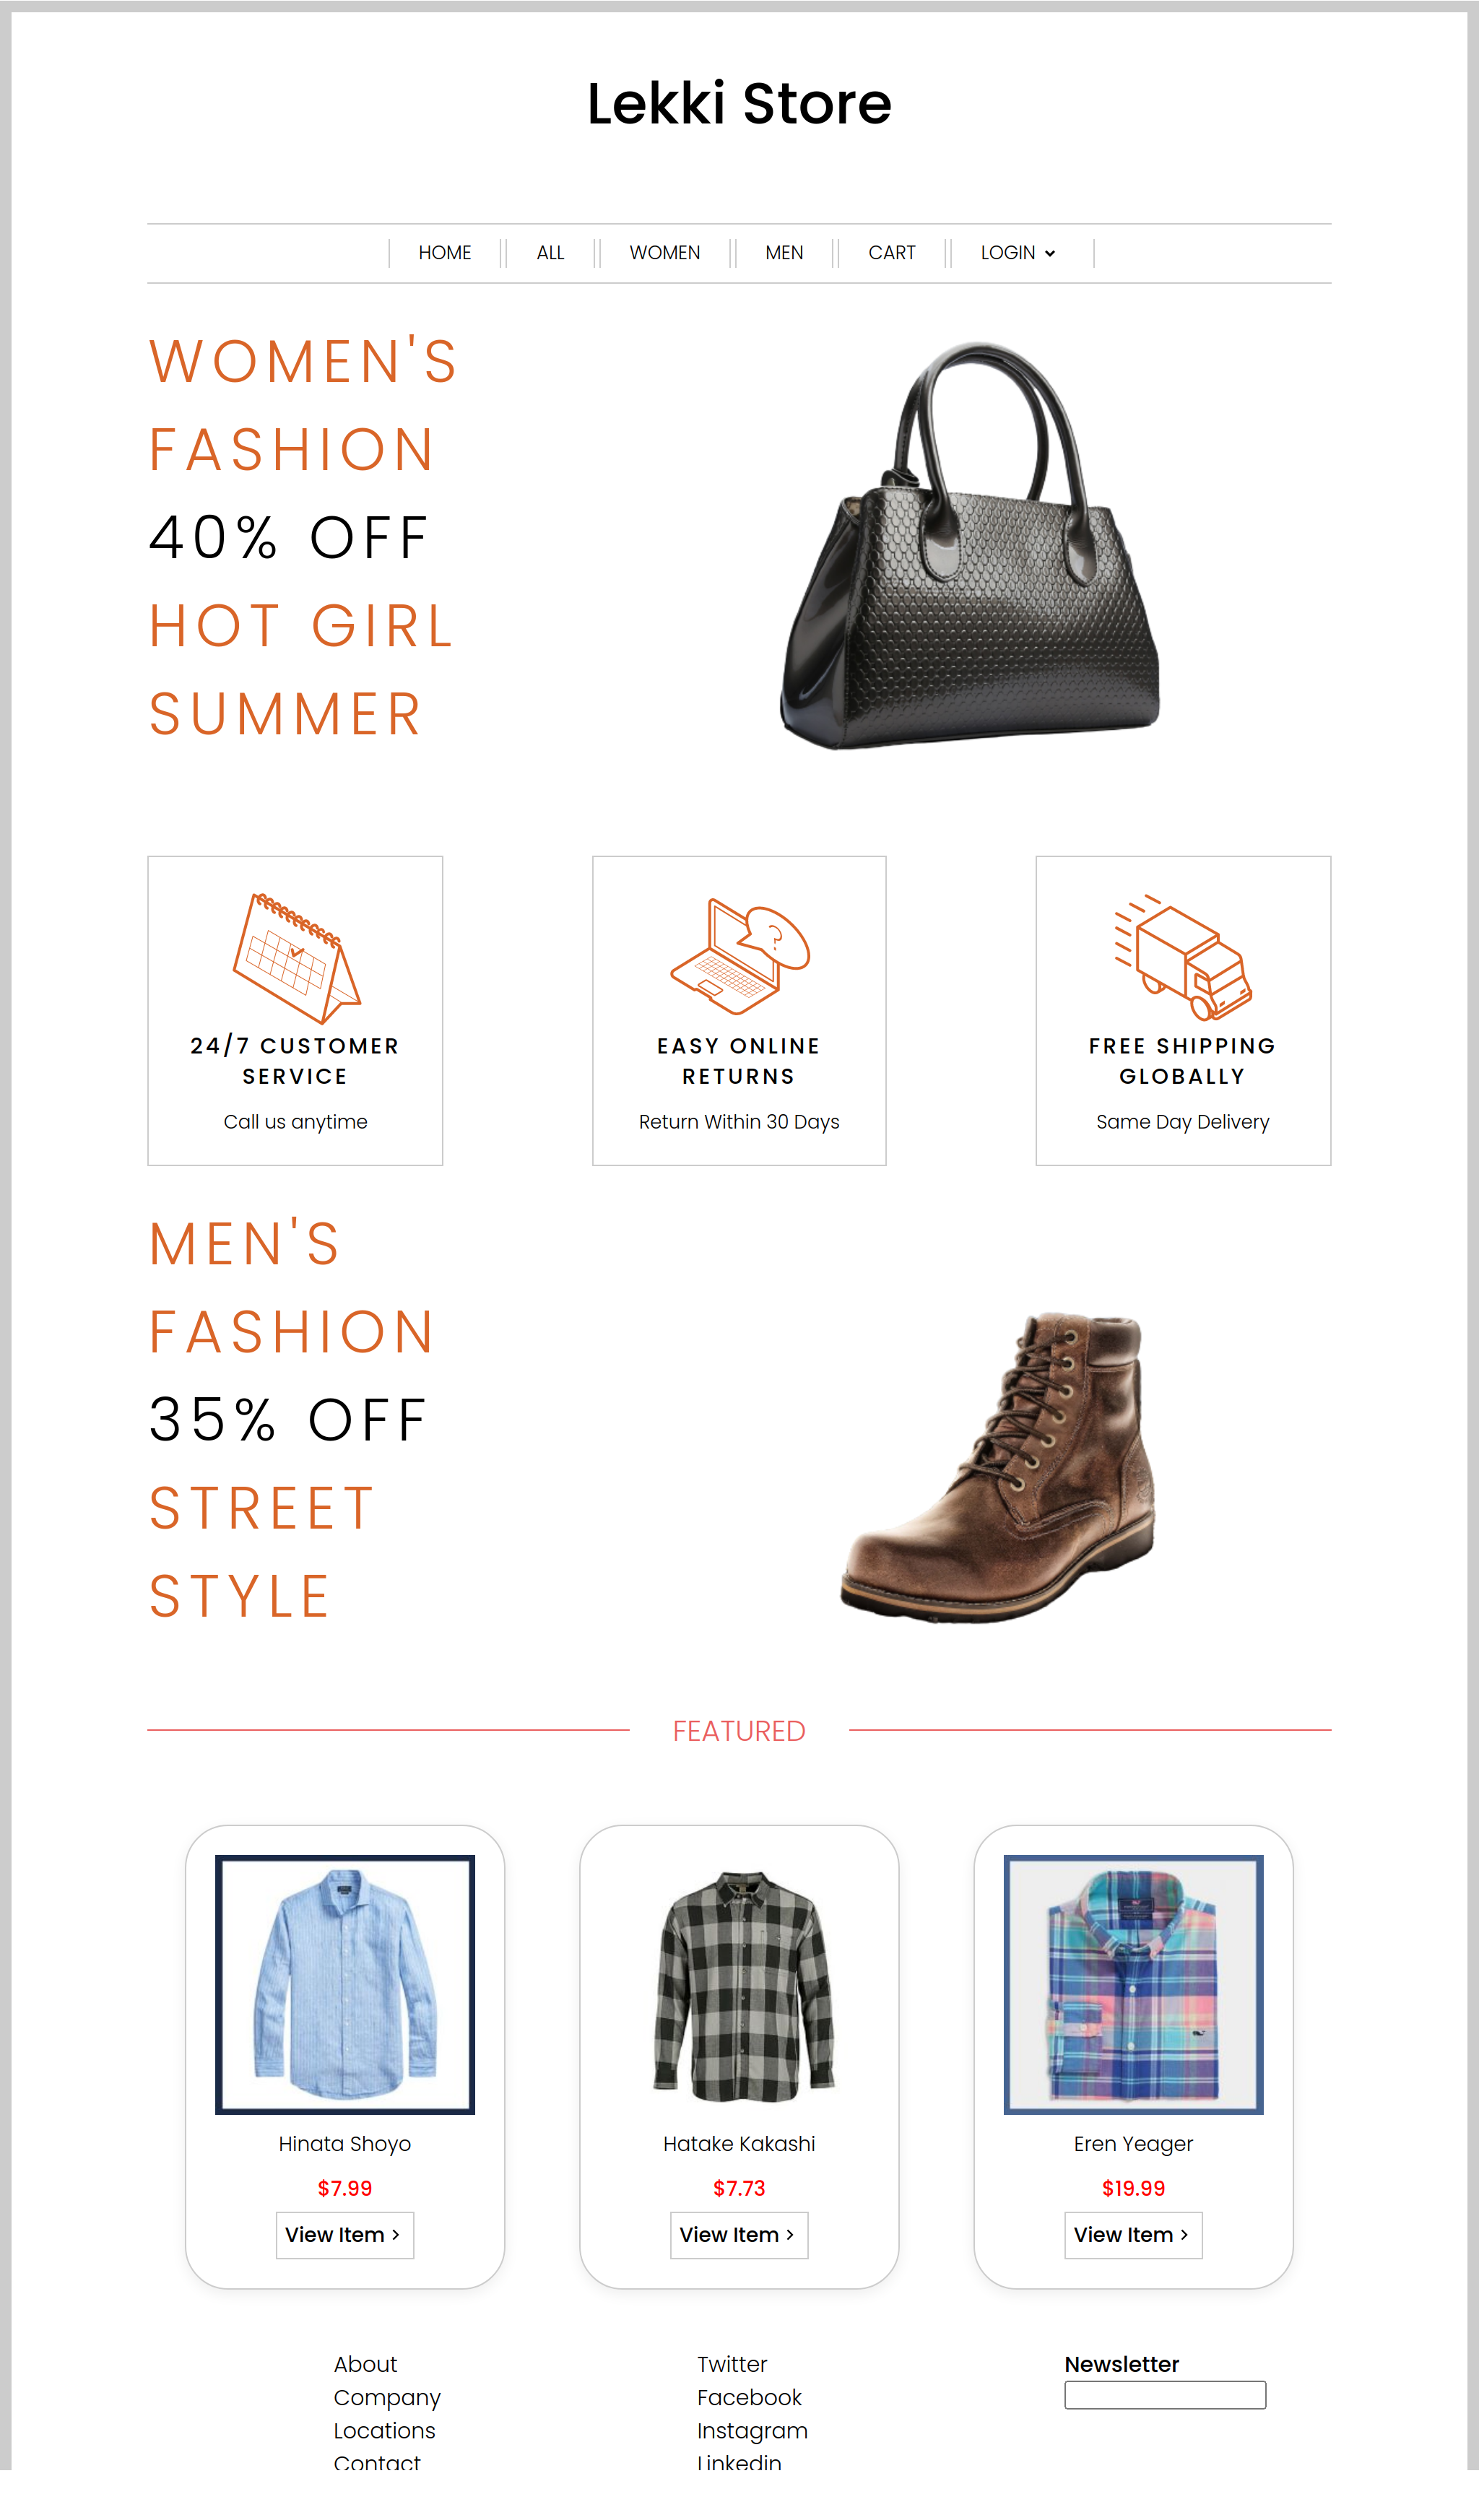 Lekki Store
HOME ALL WOMEN MEN CART LOGIN
WOMEN'S
FASHION
40% OFF
HOT GIRL
SUMMER
24/7 CUSTOMER
SERVICE
Call us anytime
EASY ONLINE
RETURNS
Return Within 30 Days
FREE SHIPPING
GLOBALLY
Same Day Delivery
MEN'S
FASHION
35% OFF
STREET
STYLE
FEATURED
Hinata Shoyo
$7.99
View Item >
Hatake Kakashi
$7.73
View Item >
Eren Yeager
$19.99
View Item >
About
Company
Locations
Contact
Twitter
Facebook
Instagram
Linkedin
Newsletter